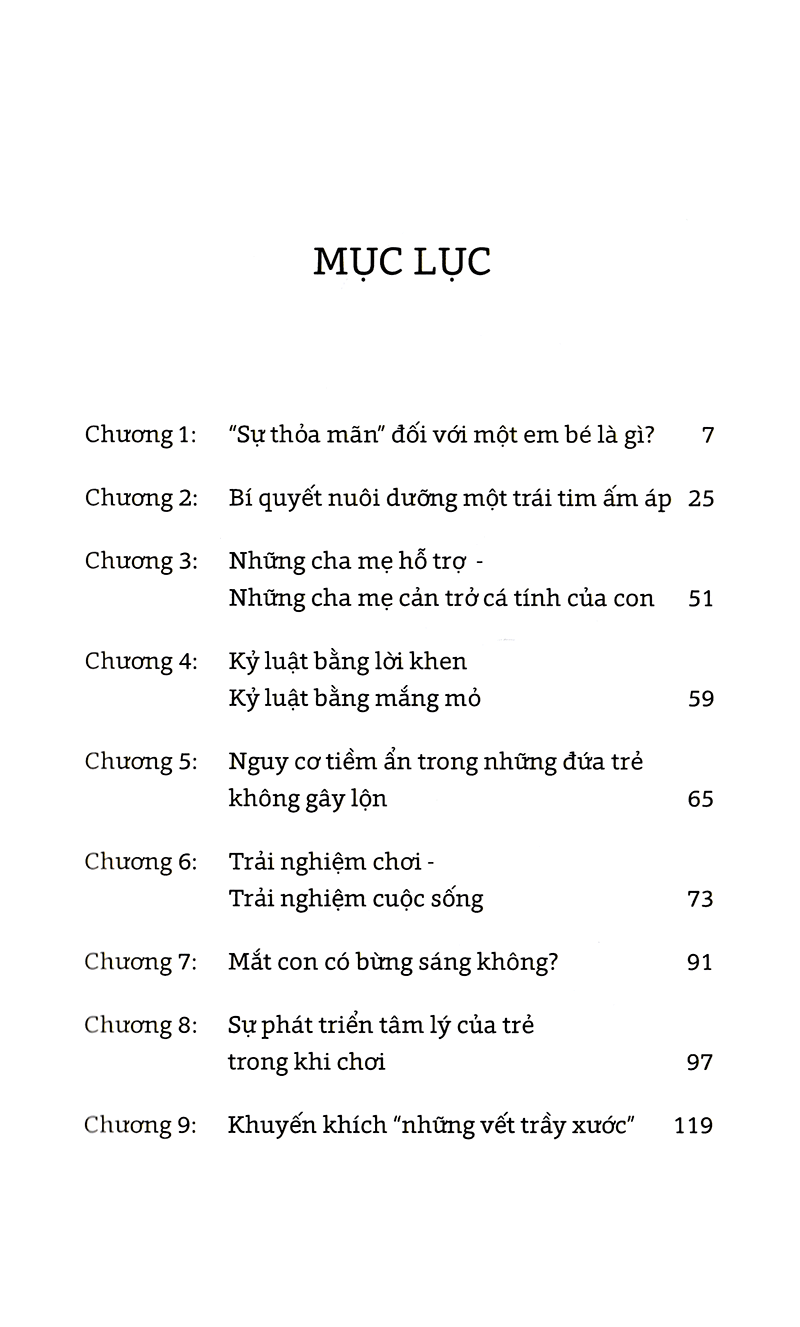 MỤC LỤC
Chương 1: “Sự thỏa mãn” đối với một em bé là gì? 7
Chương 2: Bí quyết nuôi dưỡng một trái tim ấm áp 25
Chương 3: Những cha mẹ hỗ trợ -
Những cha mẹ cản trở cá tính của con 51
Chương 4: Kỷ luật bằng lời khen
Kỷ luật bằng mắng mỏ 59
Chương 5: Nguy cơ tiềm ẩn trong những đứa trẻ
không gây lộn 65
Chương 6: Trải nghiệm chơi -
Trải nghiệm cuộc sống 73
Chương 7: Mắt con có bừng sáng không? 91
Chương 8: Sự phát triển tâm lý của trẻ
trong khi chơi 97
Chương 9: Khuyến khích “những vết trầy xước” 119